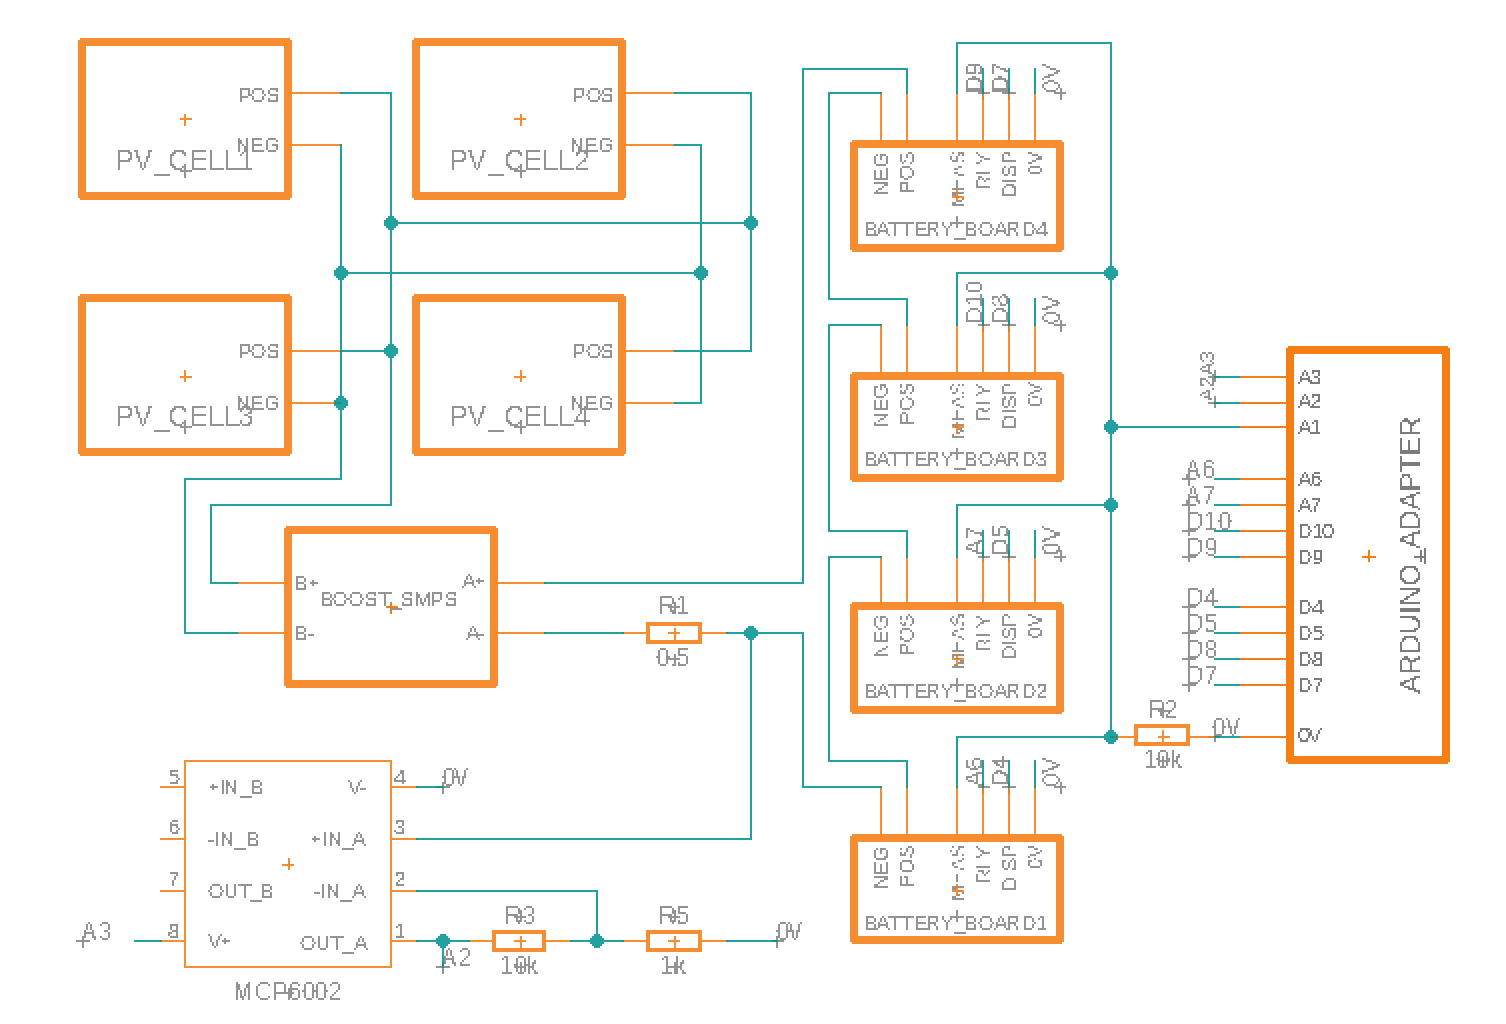 POS
NEG
PV_CELL1
POS
NEG
PV_CELL2
POS
NEG
PV_CELL3
POS
NEG
PV_CELL4
B+
B-
BOOST_SMPS
A+
A-
R1
0.5
5
+IN_B
6
-IN_B
7
OUT_B
8
V+
A3
V-
4
0V
+IN_A
3
-IN_A
2
OUT_A
1
A2
MCP6002
R3
10k
R5
1k
0V
D9
D7
0V
NEG
POS
MEAS
RLY
DISP
0V
BATTERY_BOARD4
D10
D8
0V
NEG
POS
MEAS
RLY
DISP
0V
BATTERY_BOARD3
A7
D5
0V
NEG
POS
MEAS
RLY
DISP
0V
BATTERY_BOARD2
A6
D4
0V
NEG
POS
MEAS
RLY
DISP
0V
BATTERY_BOARD1
R2
10k
0V
A3
A2
A6
A7
D10
D9
D4
D5
D8
D7
A3
A2
A1
A6
A7
D10
D9
D4
D5
D8
D7
0V
ARDUINO_ADAPTER